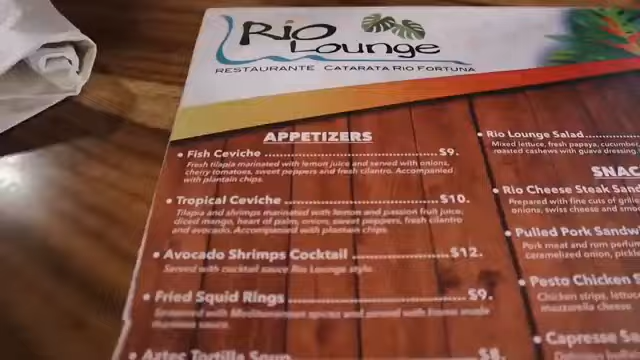 Rio
Lounge
RESTAURANTE CATARATA RIO FORTUNA
APPETIZERS
• Fish Ceviche ........................................ $9.
Fresh tilapia marinated with lemon juice and served with onions,
cherry tomatoes, sweet peppers and fresh cilantro. Accompanied
with plantain chips.
• Tropical Ceviche ........................................ $10.
Tilapia and shrimps marinated with lemon and passion fruit juice,
diced mango, heart of palm, onion, sweet peppers, fresh cilantro
and avocado. Accompanied with plantain chips.
• Avocado Shrimps Cocktail ........................ $12.
Served with cocktail sauce Rio Lounge style.
• Fried Squid Rings ........................................ $9.
with Mediterranean spices and served with
sauce.
• Aztec Tortilla Soup $8.
• Rio Lounge Salad...............
Mixed lettuce, fresh papaya, cucumber,
roasted cashews with guava dressing.
SNAC
• Rio Cheese Steak Sand
Prepared with fine cuts of grille
onions, swiss cheese and smo
• Pulled Pork Sandw
Pork meat and rum perfum
caramelized onion, pickle
• Pesto Chicken S
Chicken strips, lettuc
mozzarella cheese
• Capresse Sa